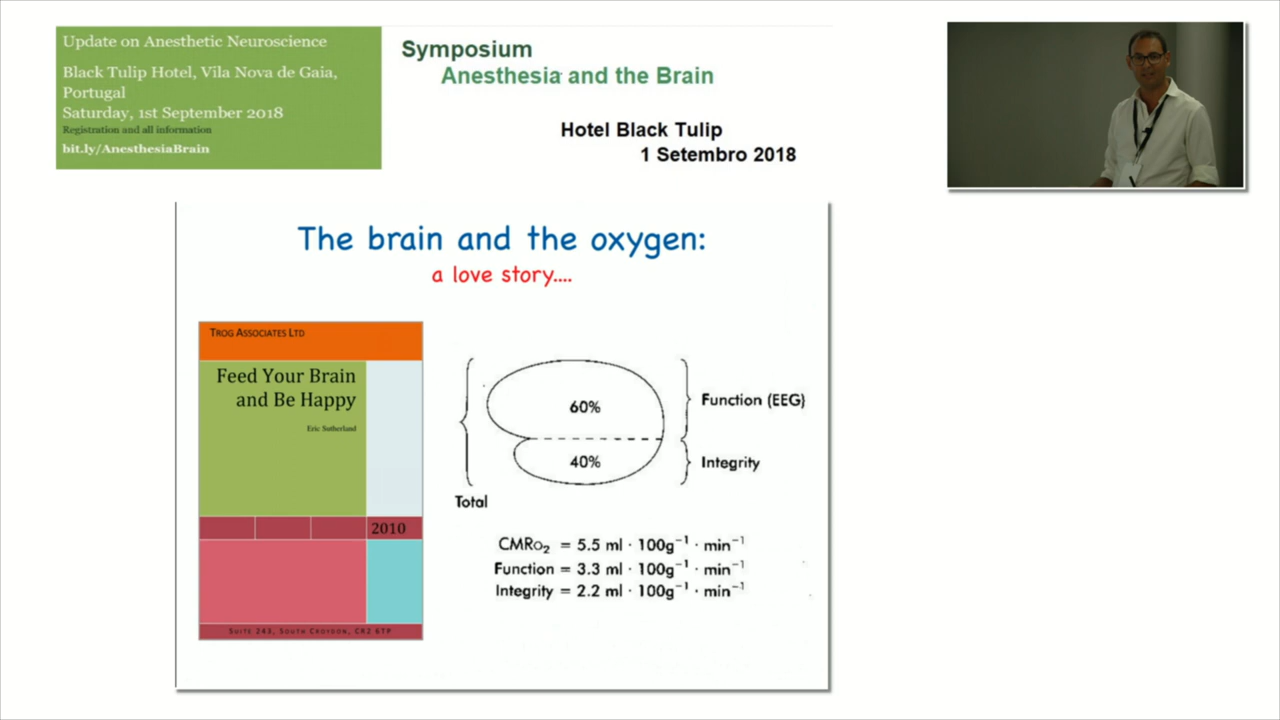 Update on Anesthetic Neuroscience
Black Tulip Hotel, Vila Nova de Gaia,
Portugal
Saturday, 1st September 2018
Registration and all information
bit.ly/AnesthesiaBrain
Symposium
Anesthesia and the Brain
Hotel Black Tulip
1 Setembro 2018
The brain and the oxygen:
a love story....
TROG ASSOCIATES LTD
Feed Your Brain
and Be Happy
Eric Sutherland
2010
SUITE 243, SOUTH CROYDON, CR2 6TP
60%
40%
Function (EEG)
Integrity
Total
CMRO₂ = 5.5 ml · 100g⁻¹ · min⁻¹
Function = 3.3 ml · 100g⁻¹ · min⁻¹
Integrity = 2.2 ml · 100g⁻¹ · min⁻¹